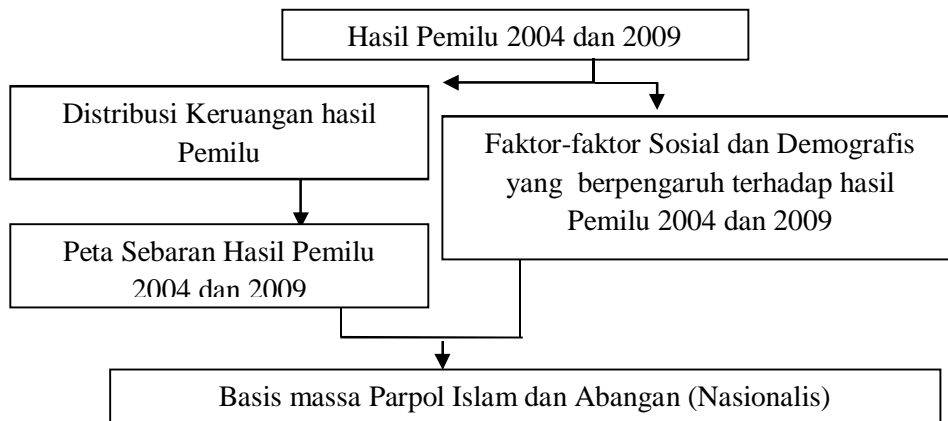 Hasil Pemilu 2004 dan 2009
Distribusi Keruangan hasil
Pemilu
Faktor-faktor Sosial dan Demografis
yang berpengaruh terhadap hasil
Pemilu 2004 dan 2009
Peta Sebaran Hasil Pemilu
2004 dan 2009
Basis massa Parpol Islam dan Abangan (Nasionalis)